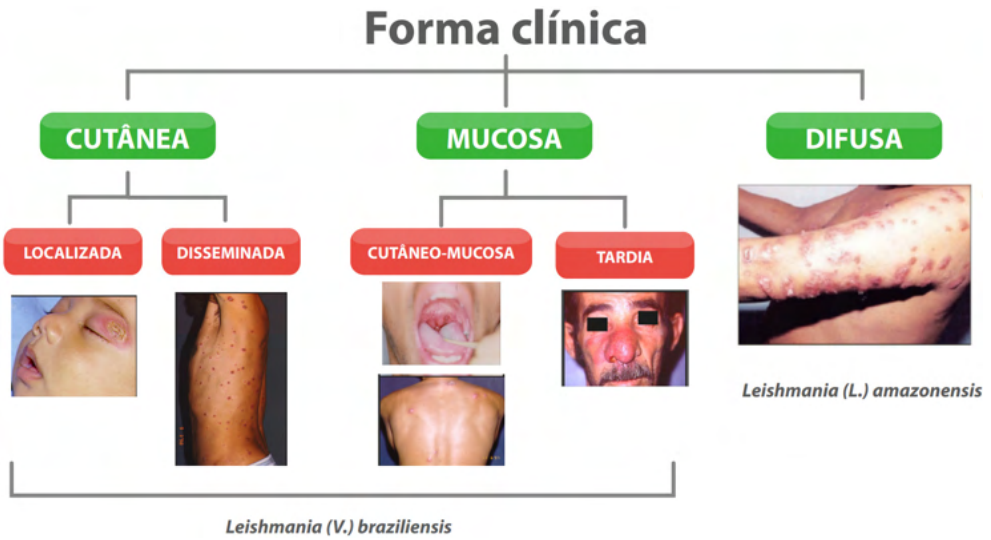 Forma clínica
CUTÂNEA
MUCOSA
DIFUSA
LOCALIZADA
DISSEMINADA
CUTÂNEO-MUCOSA
TARDIA
Leishmania (L.) amazonensis
Leishmania (V.) braziliensis